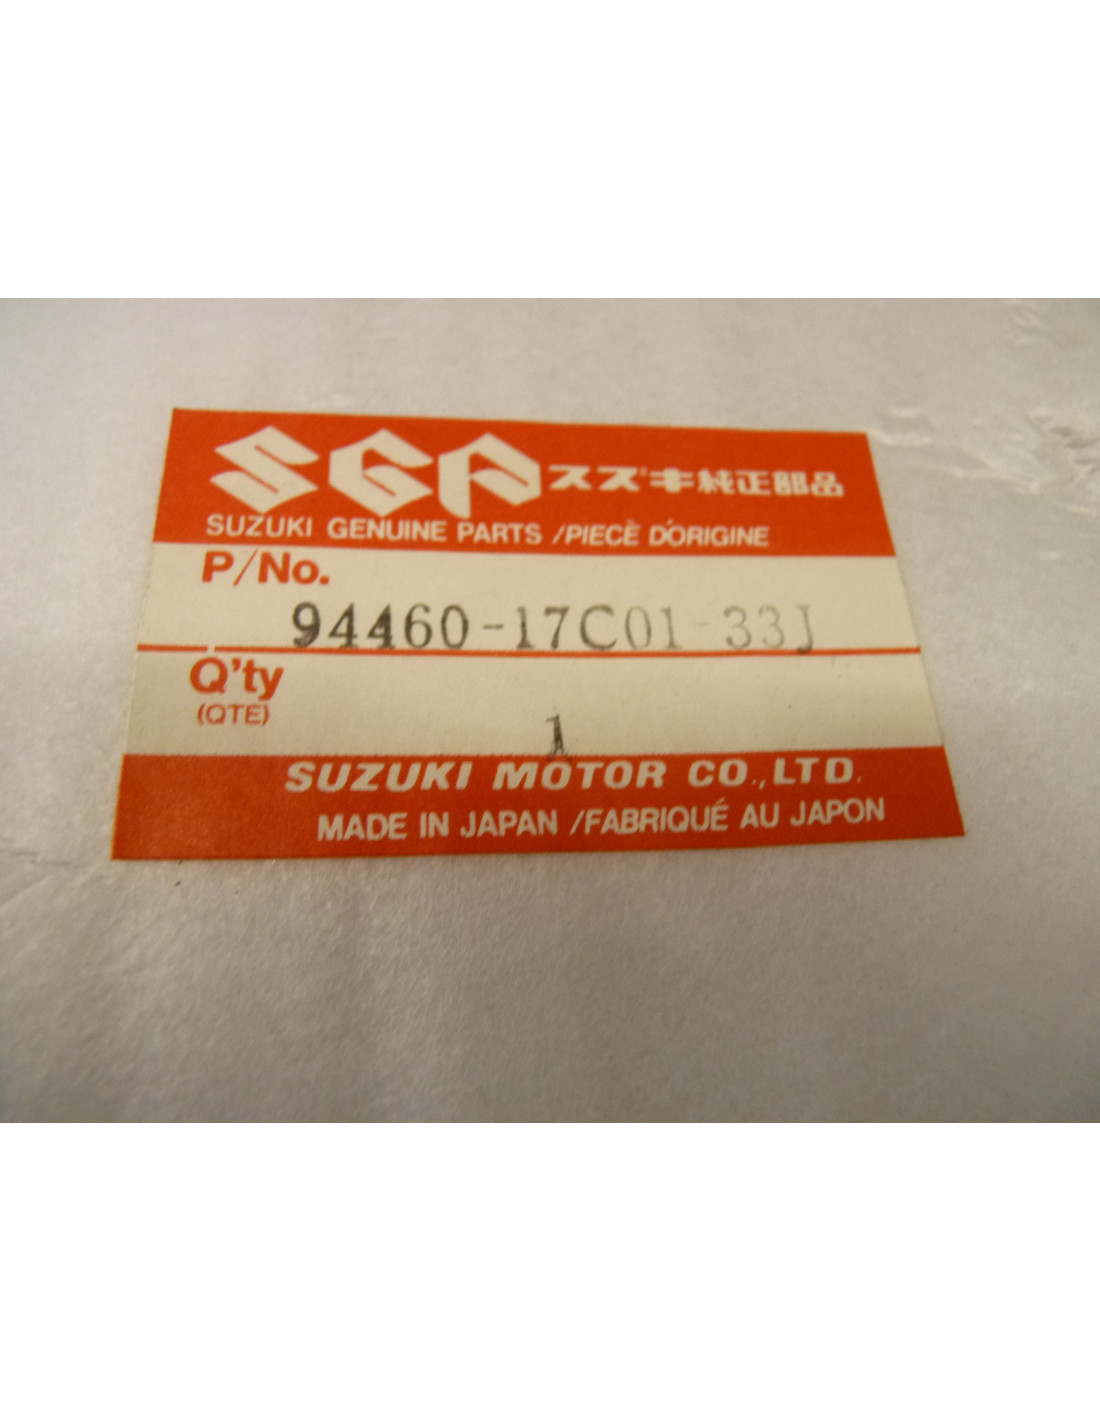 SGP スズキ純正部品
SUZUKI GENUINE PARTS /PIECÈ D'ORIGINE
P/No.
94460-17C01-33J
Q'ty
(QTE)
1
SUZUKI MOTOR CO.,LTD.
MADE IN JAPAN /FABRIQUÉ AU JAPON